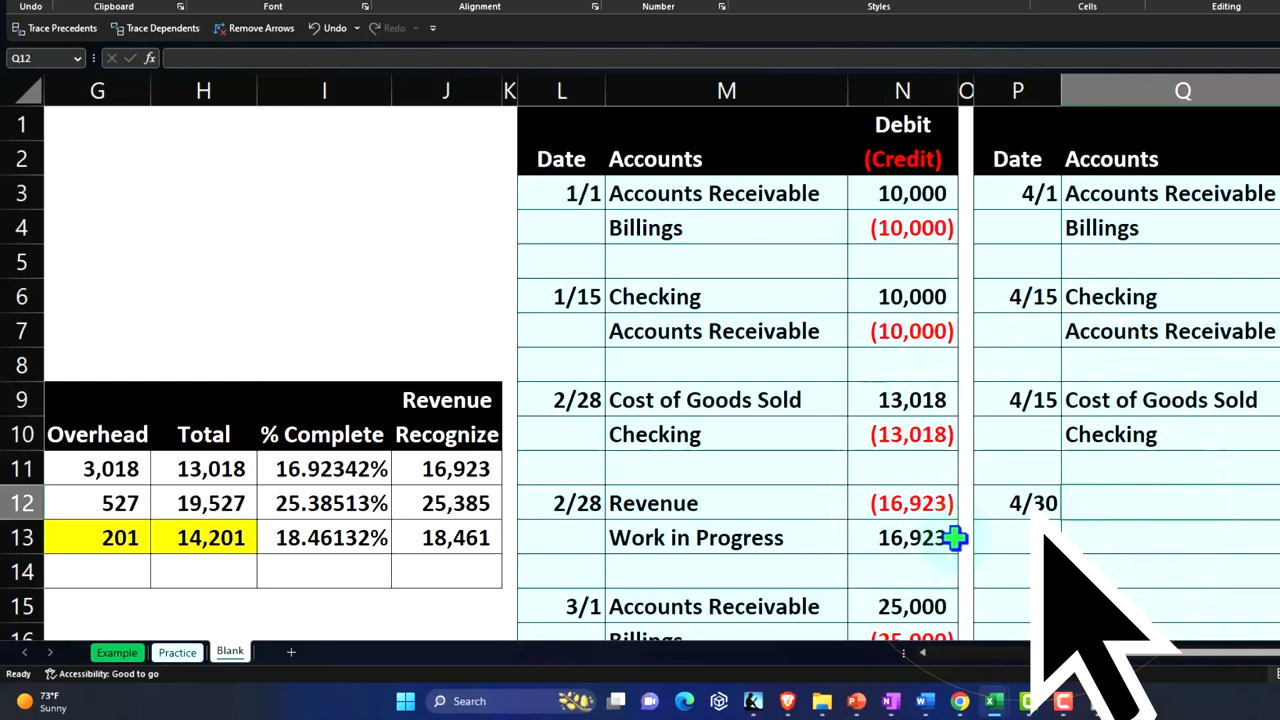 Undo Clipboard Font Alignment Number Styles Cells Editing
Trace Precedents Trace Dependents Remove Arrows Undo Redo
Q12 fx
G H I J K L M N O P Q
1 Debit
2 Date Accounts (Credit) Date Accounts
3 1/1 Accounts Receivable 10,000 4/1 Accounts Receivable
4 Billings (10,000) Billings
5
6 1/15 Checking 10,000 4/15 Checking
7 Accounts Receivable (10,000) Accounts Receivable
8
9 Revenue 2/28 Cost of Goods Sold 13,018 4/15 Cost of Goods Sold
10 Overhead Total % Complete Recognize Checking (13,018) Checking
11 3,018 13,018 16.92342% 16,923
12 527 19,527 25.38513% 25,385 2/28 Revenue (16,923) 4/30
13 201 14,201 18.46132% 18,461 Work in Progress 16,923
14
15 3/1 Accounts Receivable 25,000
16 Billings (25,000)
Example Practice Blank
Ready Accessibility: Good to go
73°F
Sunny
Search